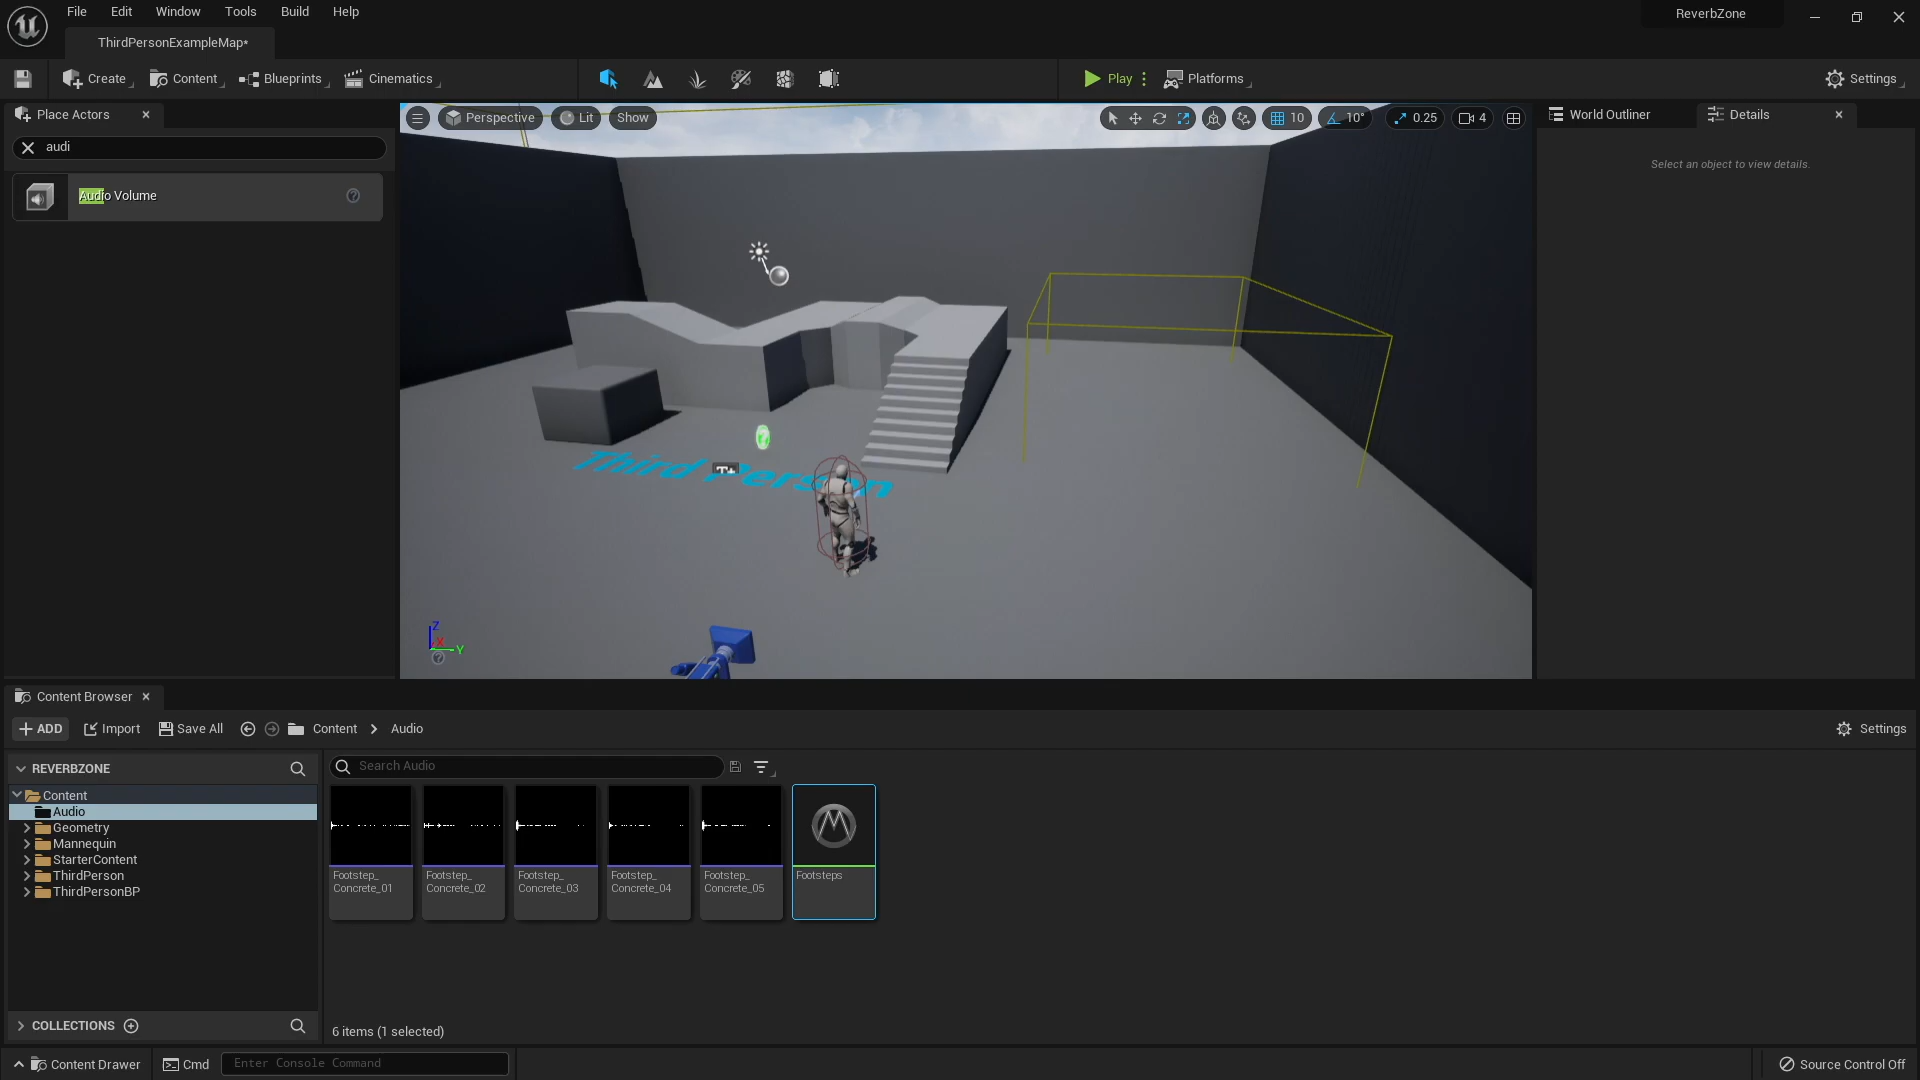 File Edit Window Tools Build Help
ReverbZone
ThirdPersonExampleMap*
Create Content Blueprints Cinematics
Play Platforms
Settings
Place Actors
audi
Audio Volume
Perspective Lit Show
10 10° 0.25 4
World Outliner Details
Select an object to view details.
Third Person
Z
X
Y
Content Browser
ADD Import Save All Content Audio
Settings
REVERBZONE
Search Audio
Content
Audio
Geometry
Mannequin
StarterContent
ThirdPerson
ThirdPersonBP
Footstep_
Concrete_01
Footstep_
Concrete_02
Footstep_
Concrete_03
Footstep_
Concrete_04
Footstep_
Concrete_05
Footsteps
COLLECTIONS
6 items (1 selected)
Content Drawer Cmd Enter Console Command
Source Control Off